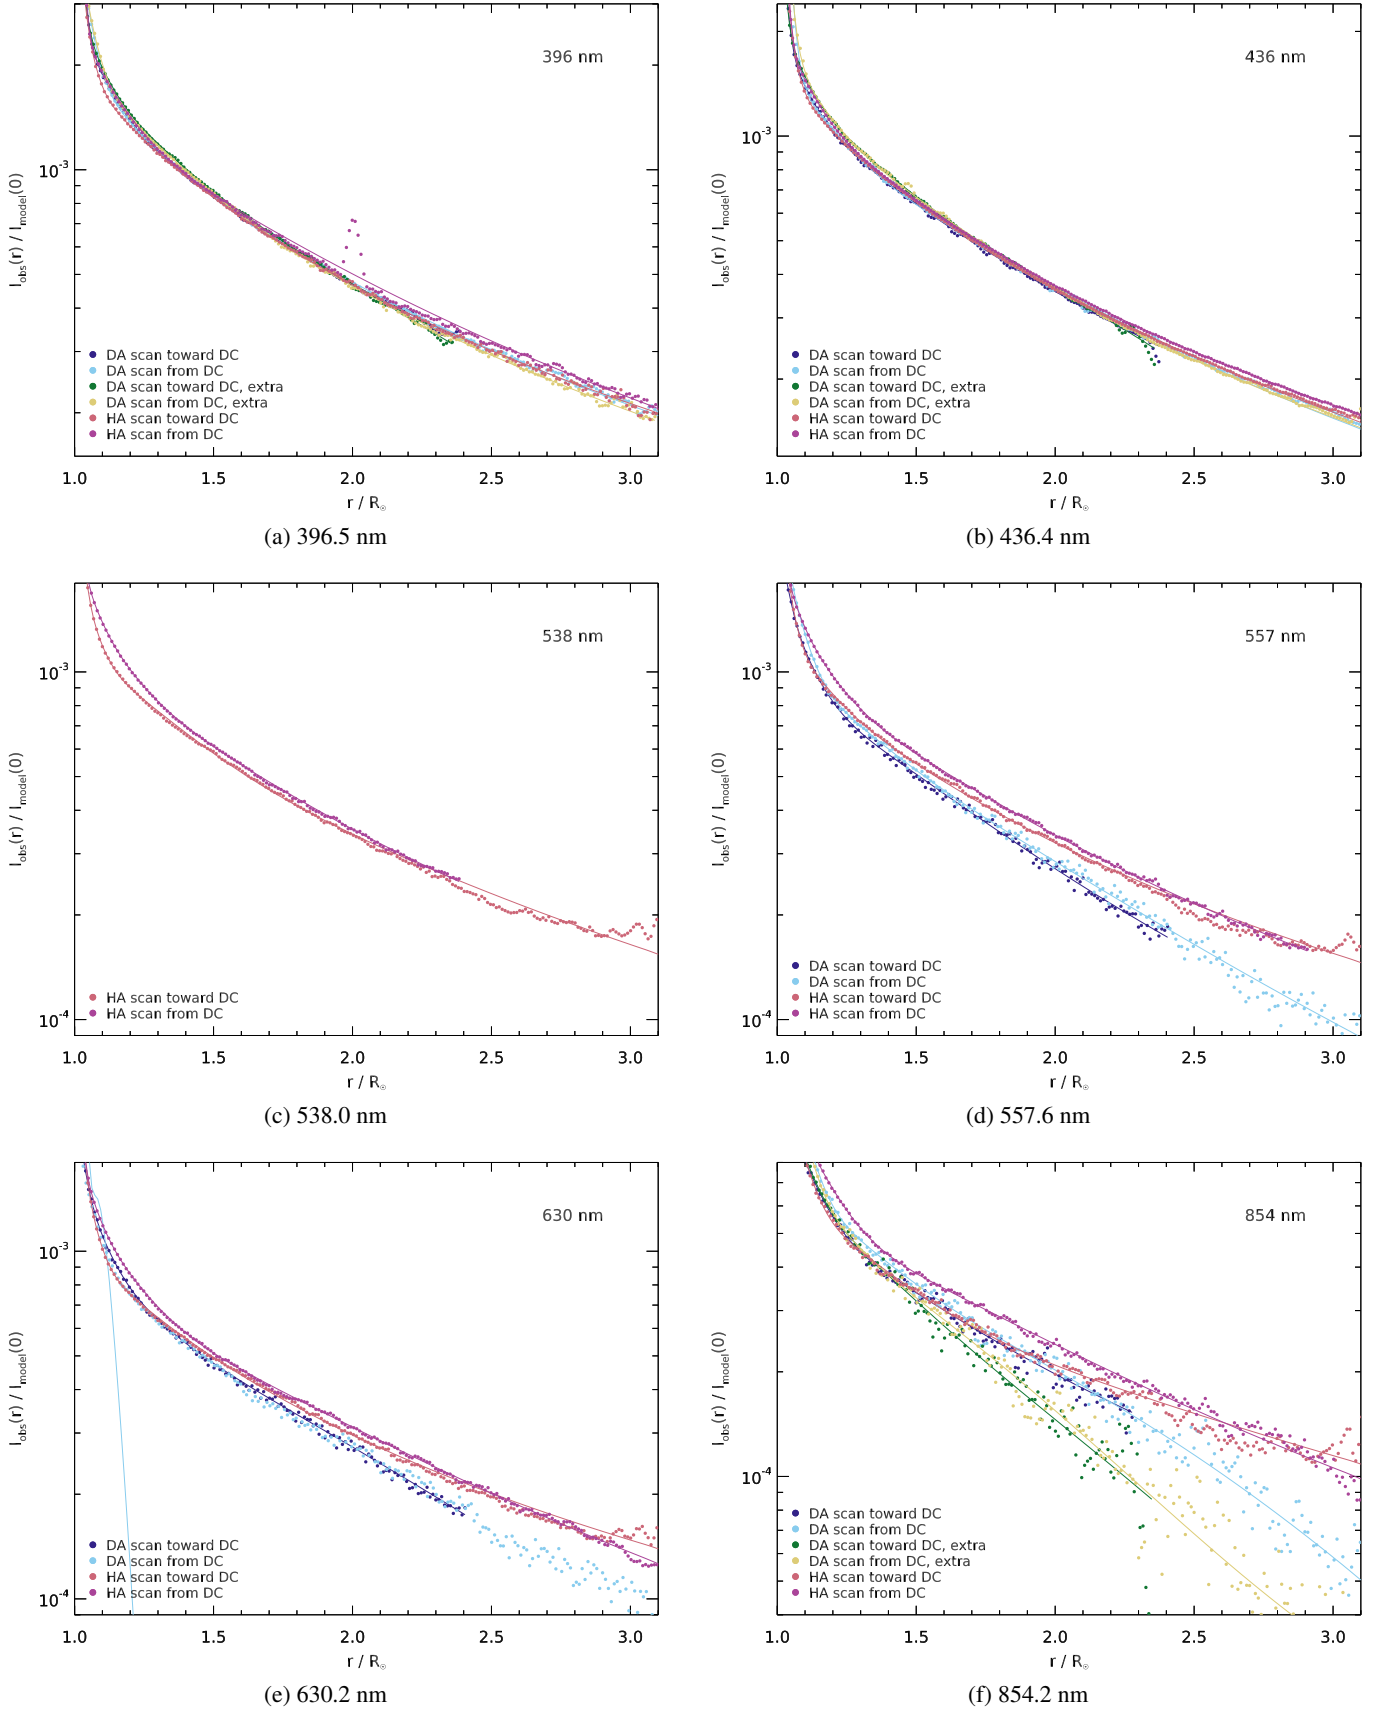 396 nm
10⁻³
I_obs(r) / I_model(0)
DA scan toward DC
DA scan from DC
DA scan toward DC, extra
DA scan from DC, extra
HA scan toward DC
HA scan from DC
1.0 1.5 2.0 2.5 3.0
r / R☉
(a) 396.5 nm
436 nm
10⁻³
I_obs(r) / I_model(0)
DA scan toward DC
DA scan from DC
DA scan toward DC, extra
DA scan from DC, extra
HA scan toward DC
HA scan from DC
1.0 1.5 2.0 2.5 3.0
r / R☉
(b) 436.4 nm
538 nm
10⁻³
I_obs(r) / I_model(0)
HA scan toward DC
HA scan from DC
10⁻⁴
1.0 1.5 2.0 2.5 3.0
r / R☉
(c) 538.0 nm
557 nm
10⁻³
I_obs(r) / I_model(0)
DA scan toward DC
DA scan from DC
HA scan toward DC
HA scan from DC
10⁻⁴
1.0 1.5 2.0 2.5 3.0
r / R☉
(d) 557.6 nm
630 nm
10⁻³
I_obs(r) / I_model(0)
DA scan toward DC
DA scan from DC
HA scan toward DC
HA scan from DC
10⁻⁴
1.0 1.5 2.0 2.5 3.0
r / R☉
(e) 630.2 nm
854 nm
I_obs(r) / I_model(0)
10⁻⁴
DA scan toward DC
DA scan from DC
DA scan toward DC, extra
DA scan from DC, extra
HA scan toward DC
HA scan from DC
1.0 1.5 2.0 2.5 3.0
r / R☉
(f) 854.2 nm